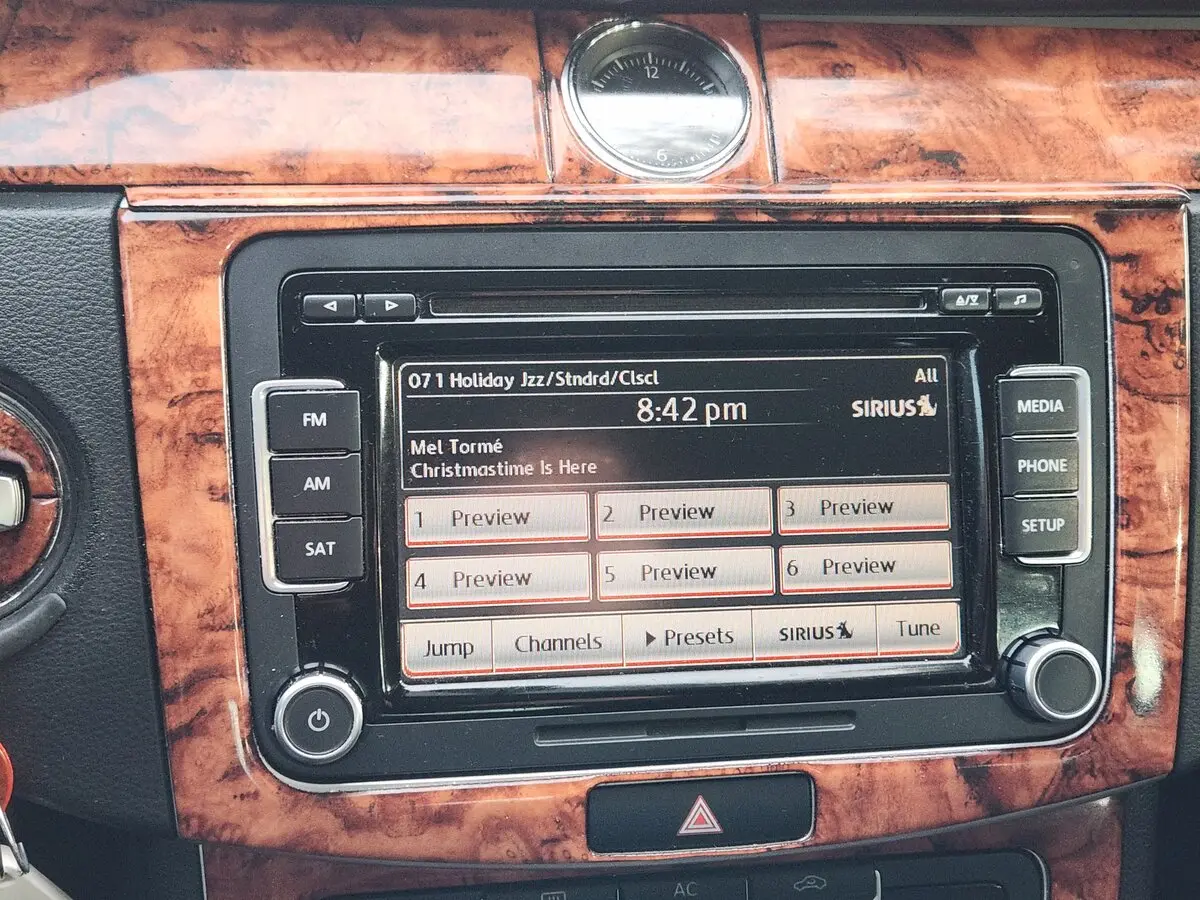 12
6
071 Holiday Jzz/Stndrd/Clscl All
8:42 pm SIRIUS
Mel Tormé
Christmastime Is Here
1 Preview 2 Preview 3 Preview
4 Preview 5 Preview 6 Preview
Jump Channels Presets SIRIUS Tune
FM
AM
SAT
MEDIA
PHONE
SETUP
AC